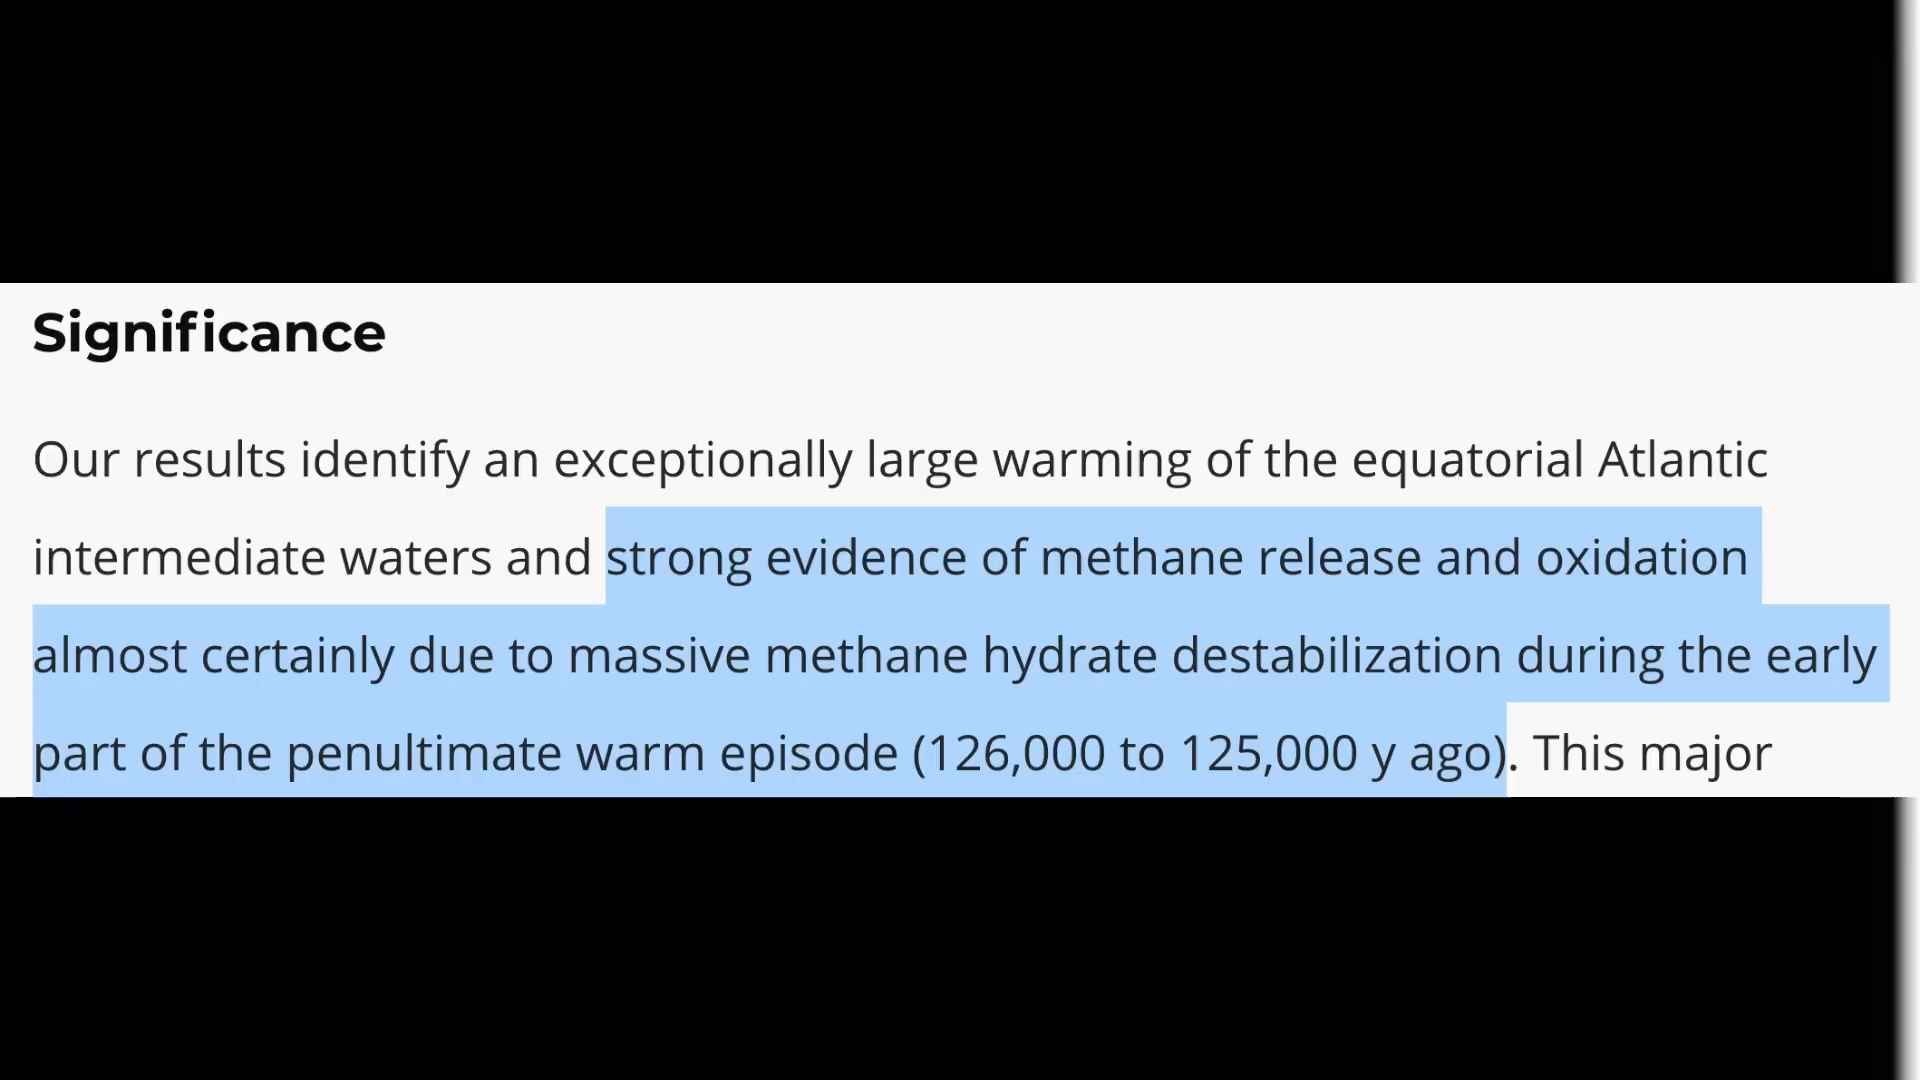 Significance
Our results identify an exceptionally large warming of the equatorial Atlantic
intermediate waters and strong evidence of methane release and oxidation
almost certainly due to massive methane hydrate destabilization during the early
part of the penultimate warm episode (126,000 to 125,000 y ago). This major